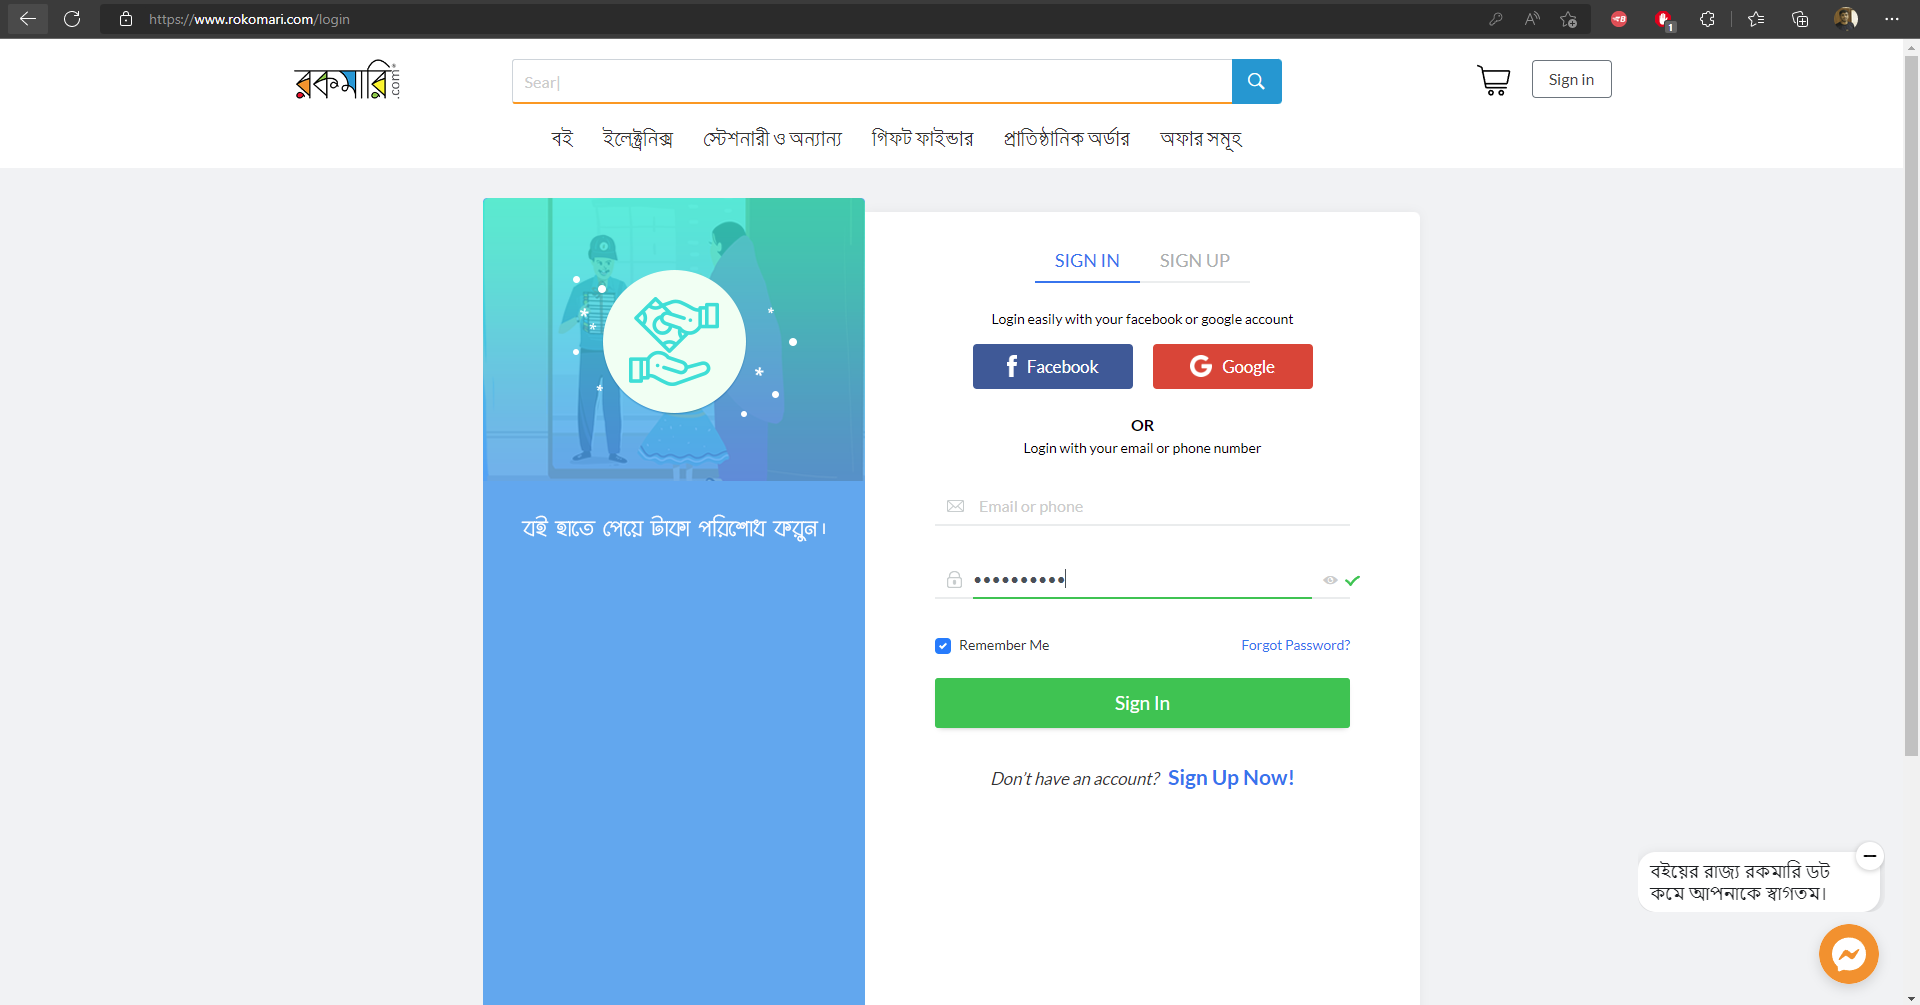 https://www.rokomari.com/login
1
রকমারি.com
Sear
Sign in
বই ইলেক্ট্রনিক্স স্টেশনারী ও অন্যান্য গিফট ফাইন্ডার প্রাতিষ্ঠানিক অর্ডার অফার সমূহ
বই হাতে পেয়ে টাকা পরিশোধ করুন।
SIGN IN SIGN UP
Login easily with your facebook or google account
Facebook Google
OR
Login with your email or phone number
Email or phone
••••••••••
Remember Me Forgot Password?
Sign In
Don't have an account? Sign Up Now!
বইয়ের রাজ্য রকমারি ডট
কমে আপনাকে স্বাগতম।